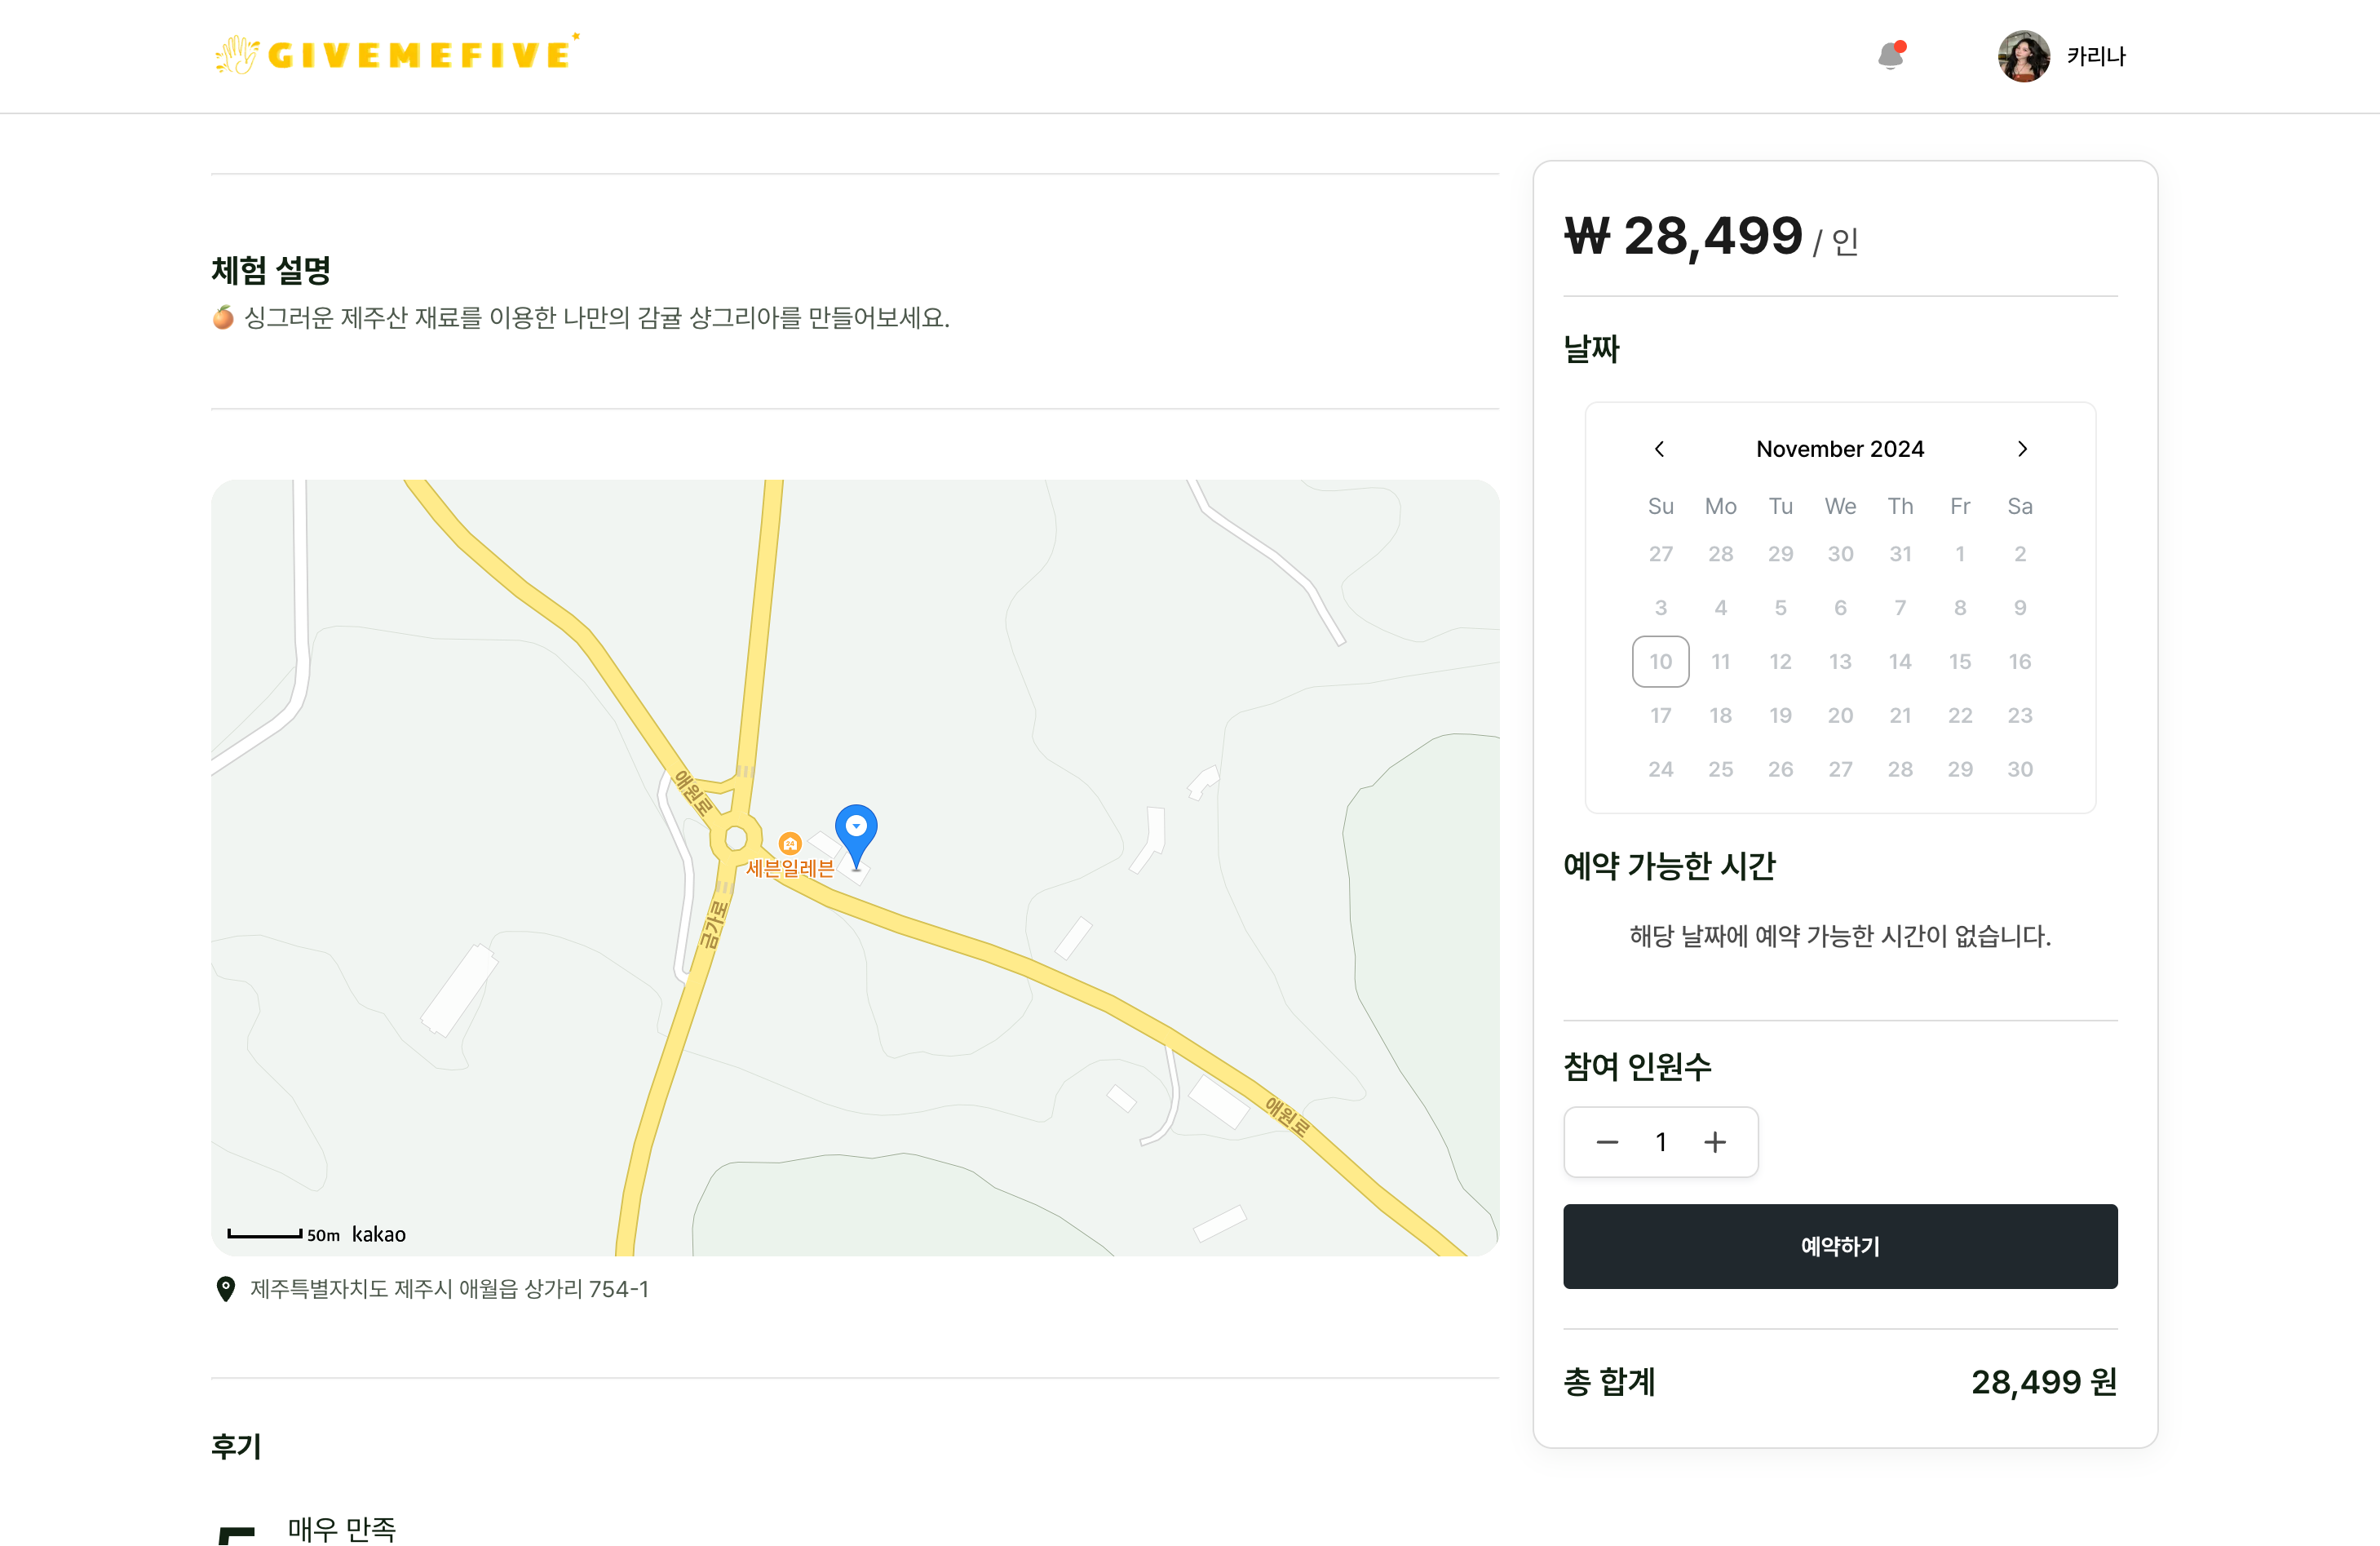 GIVEMEFIVE
카리나
체험 설명
🍊 싱그러운 제주산 재료를 이용한 나만의 감귤 샹그리아를 만들어보세요.
애원로
24
세븐일레븐
금가로
애원로
50m kakao
제주특별자치도 제주시 애월읍 상가리 754-1
후기
매우 만족
₩ 28,499 / 인
날짜
November 2024
Su Mo Tu We Th Fr Sa
27 28 29 30 31 1 2
3 4 5 6 7 8 9
10 11 12 13 14 15 16
17 18 19 20 21 22 23
24 25 26 27 28 29 30
예약 가능한 시간
해당 날짜에 예약 가능한 시간이 없습니다.
참여 인원수
— 1 +
예약하기
총 합계 28,499 원